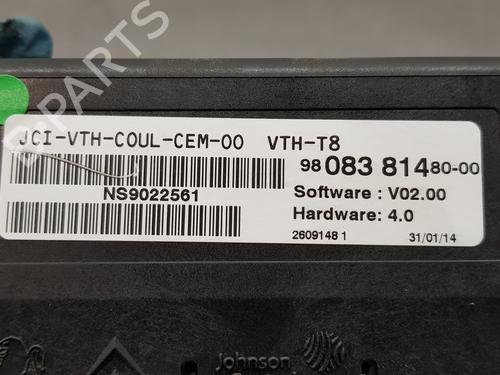 B-PARTS
JCI-VTH-COUL-CEM-00 VTH-T8
98 083 814 80-00
NS9022561
Software : V02.00
Hardware: 4.0
2609148 1 31/01/14
Johnson